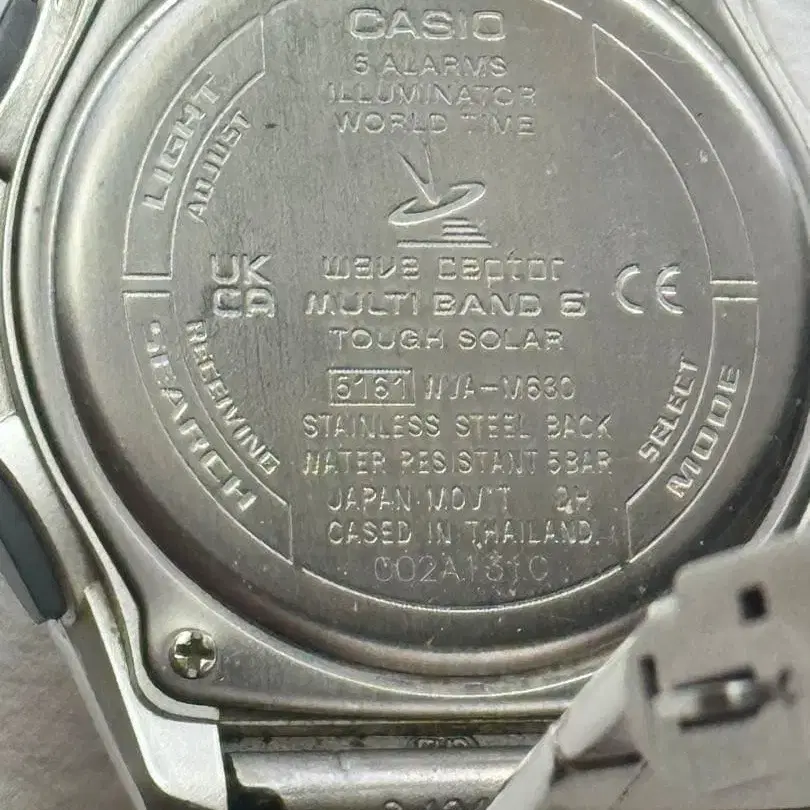 CASIO
5 ALARMS
ILLUMINATOR
WORLD TIME
LIGHT
ADJUST
UK
CA
wave ceptor
MULTI BAND 6
CE
TOUGH SOLAR
5161 WVA-M630
STAINLESS STEEL BACK
WATER RESISTANT 5BAR
JAPAN MOV'T
CASED IN THAILAND
002A131C
SEARCH
RECEIVING
SELECT
MODE